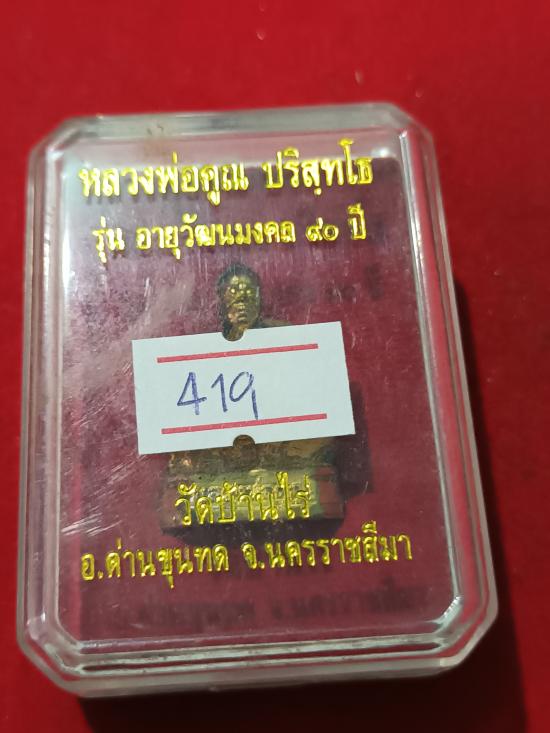 หลวงพ่อคูณ ปริสุทโธ
รุ่น อายุวัฒนมงคล ๙๐ ปี
419
วัดบ้านไร่
อ.ด่านขุนทด จ.นครราชสีมา